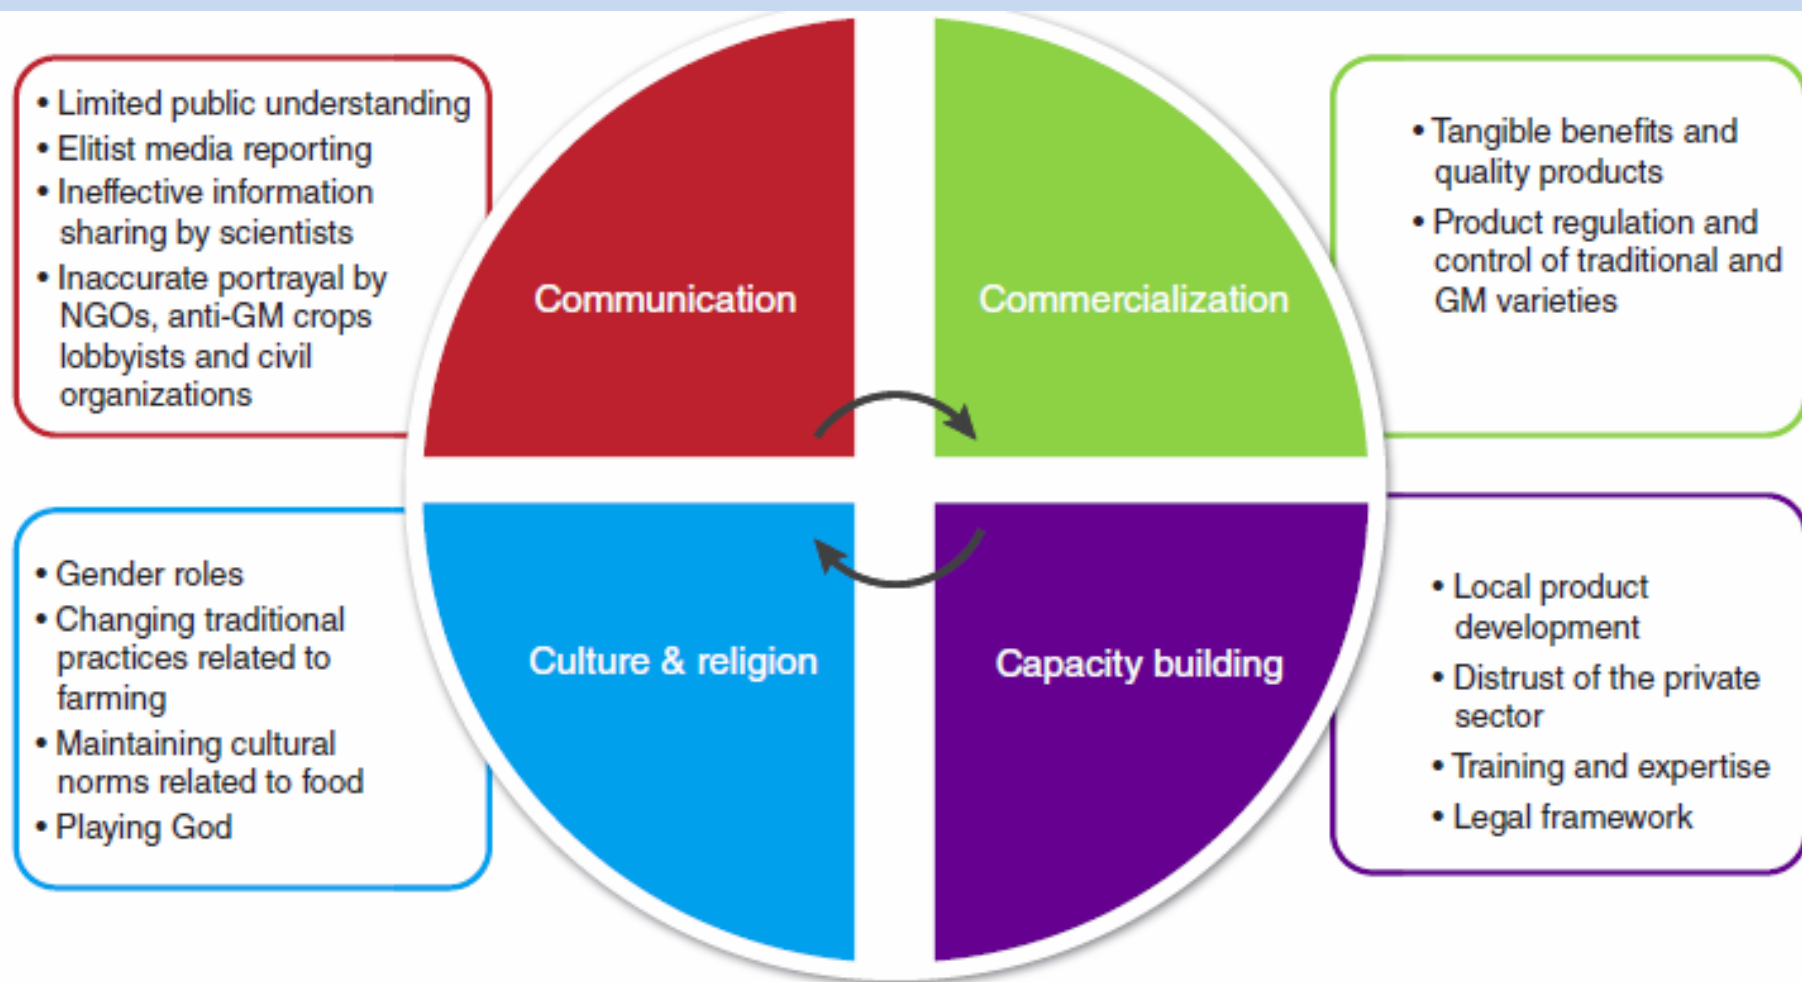 • Limited public understanding
• Elitist media reporting
• Ineffective information
sharing by scientists
• Inaccurate portrayal by
NGOs, anti-GM crops
lobbyists and civil
organizations
Communication
Commercialization
• Tangible benefits and
quality products
• Product regulation and
control of traditional and
GM varieties
• Gender roles
• Changing traditional
practices related to
farming
• Maintaining cultural
norms related to food
• Playing God
Culture & religion
Capacity building
• Local product
development
• Distrust of the private
sector
• Training and expertise
• Legal framework